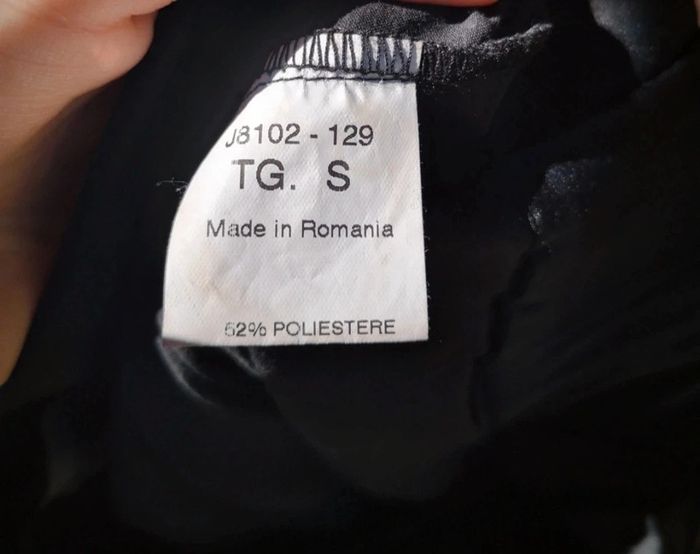 J8102 - 129
TG. S
Made in Romania
52% POLIESTERE